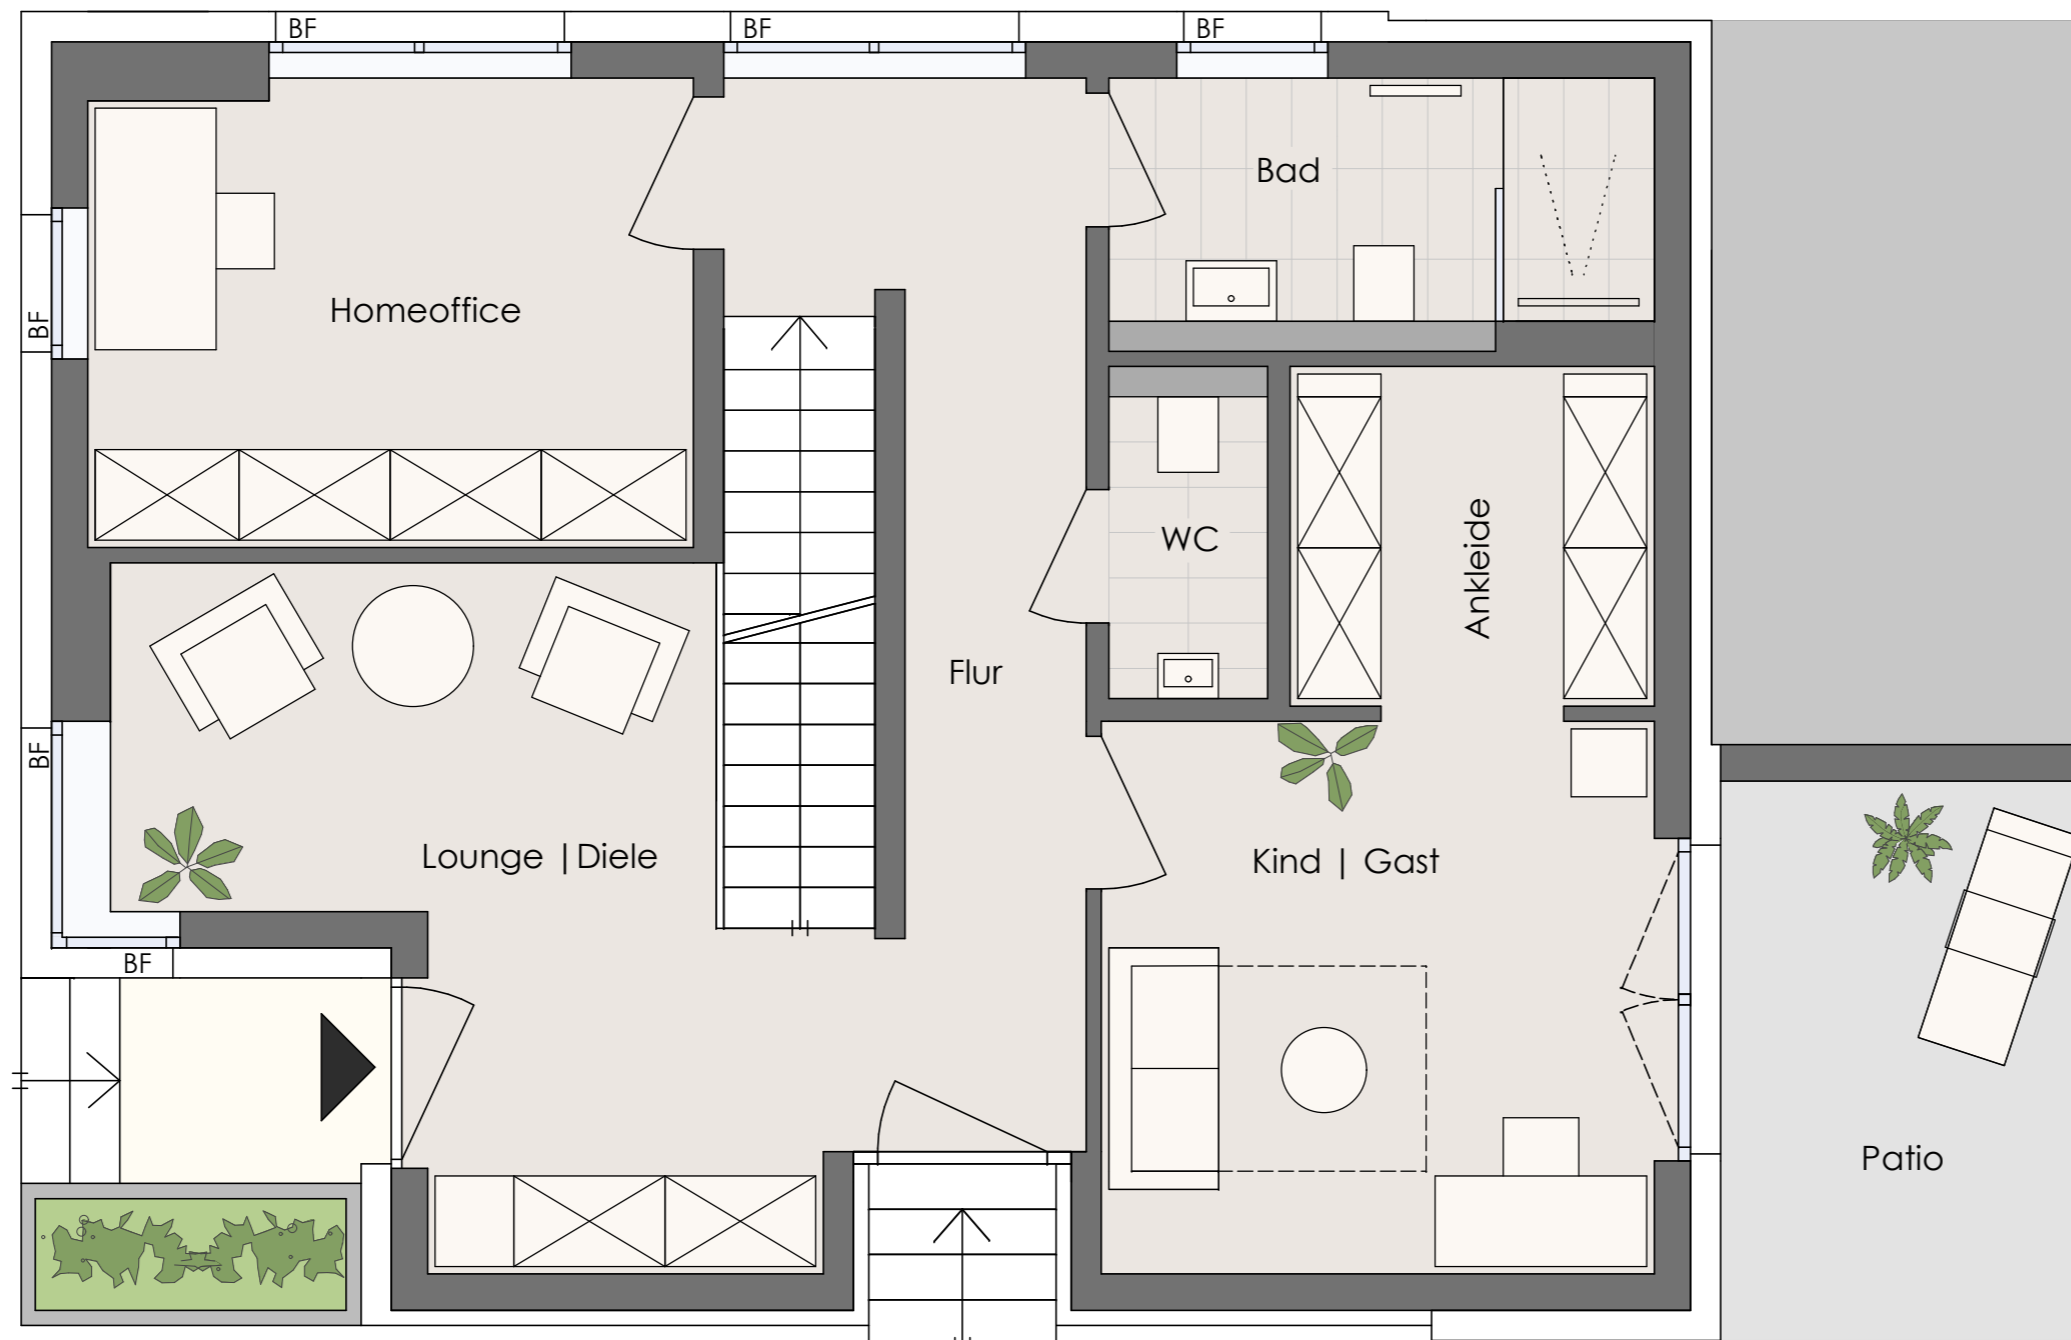 BF
BF
BF
Bad
Homeoffice
BF
WC
Ankleide
Flur
BF
Lounge | Diele
Kind | Gast
BF
Patio